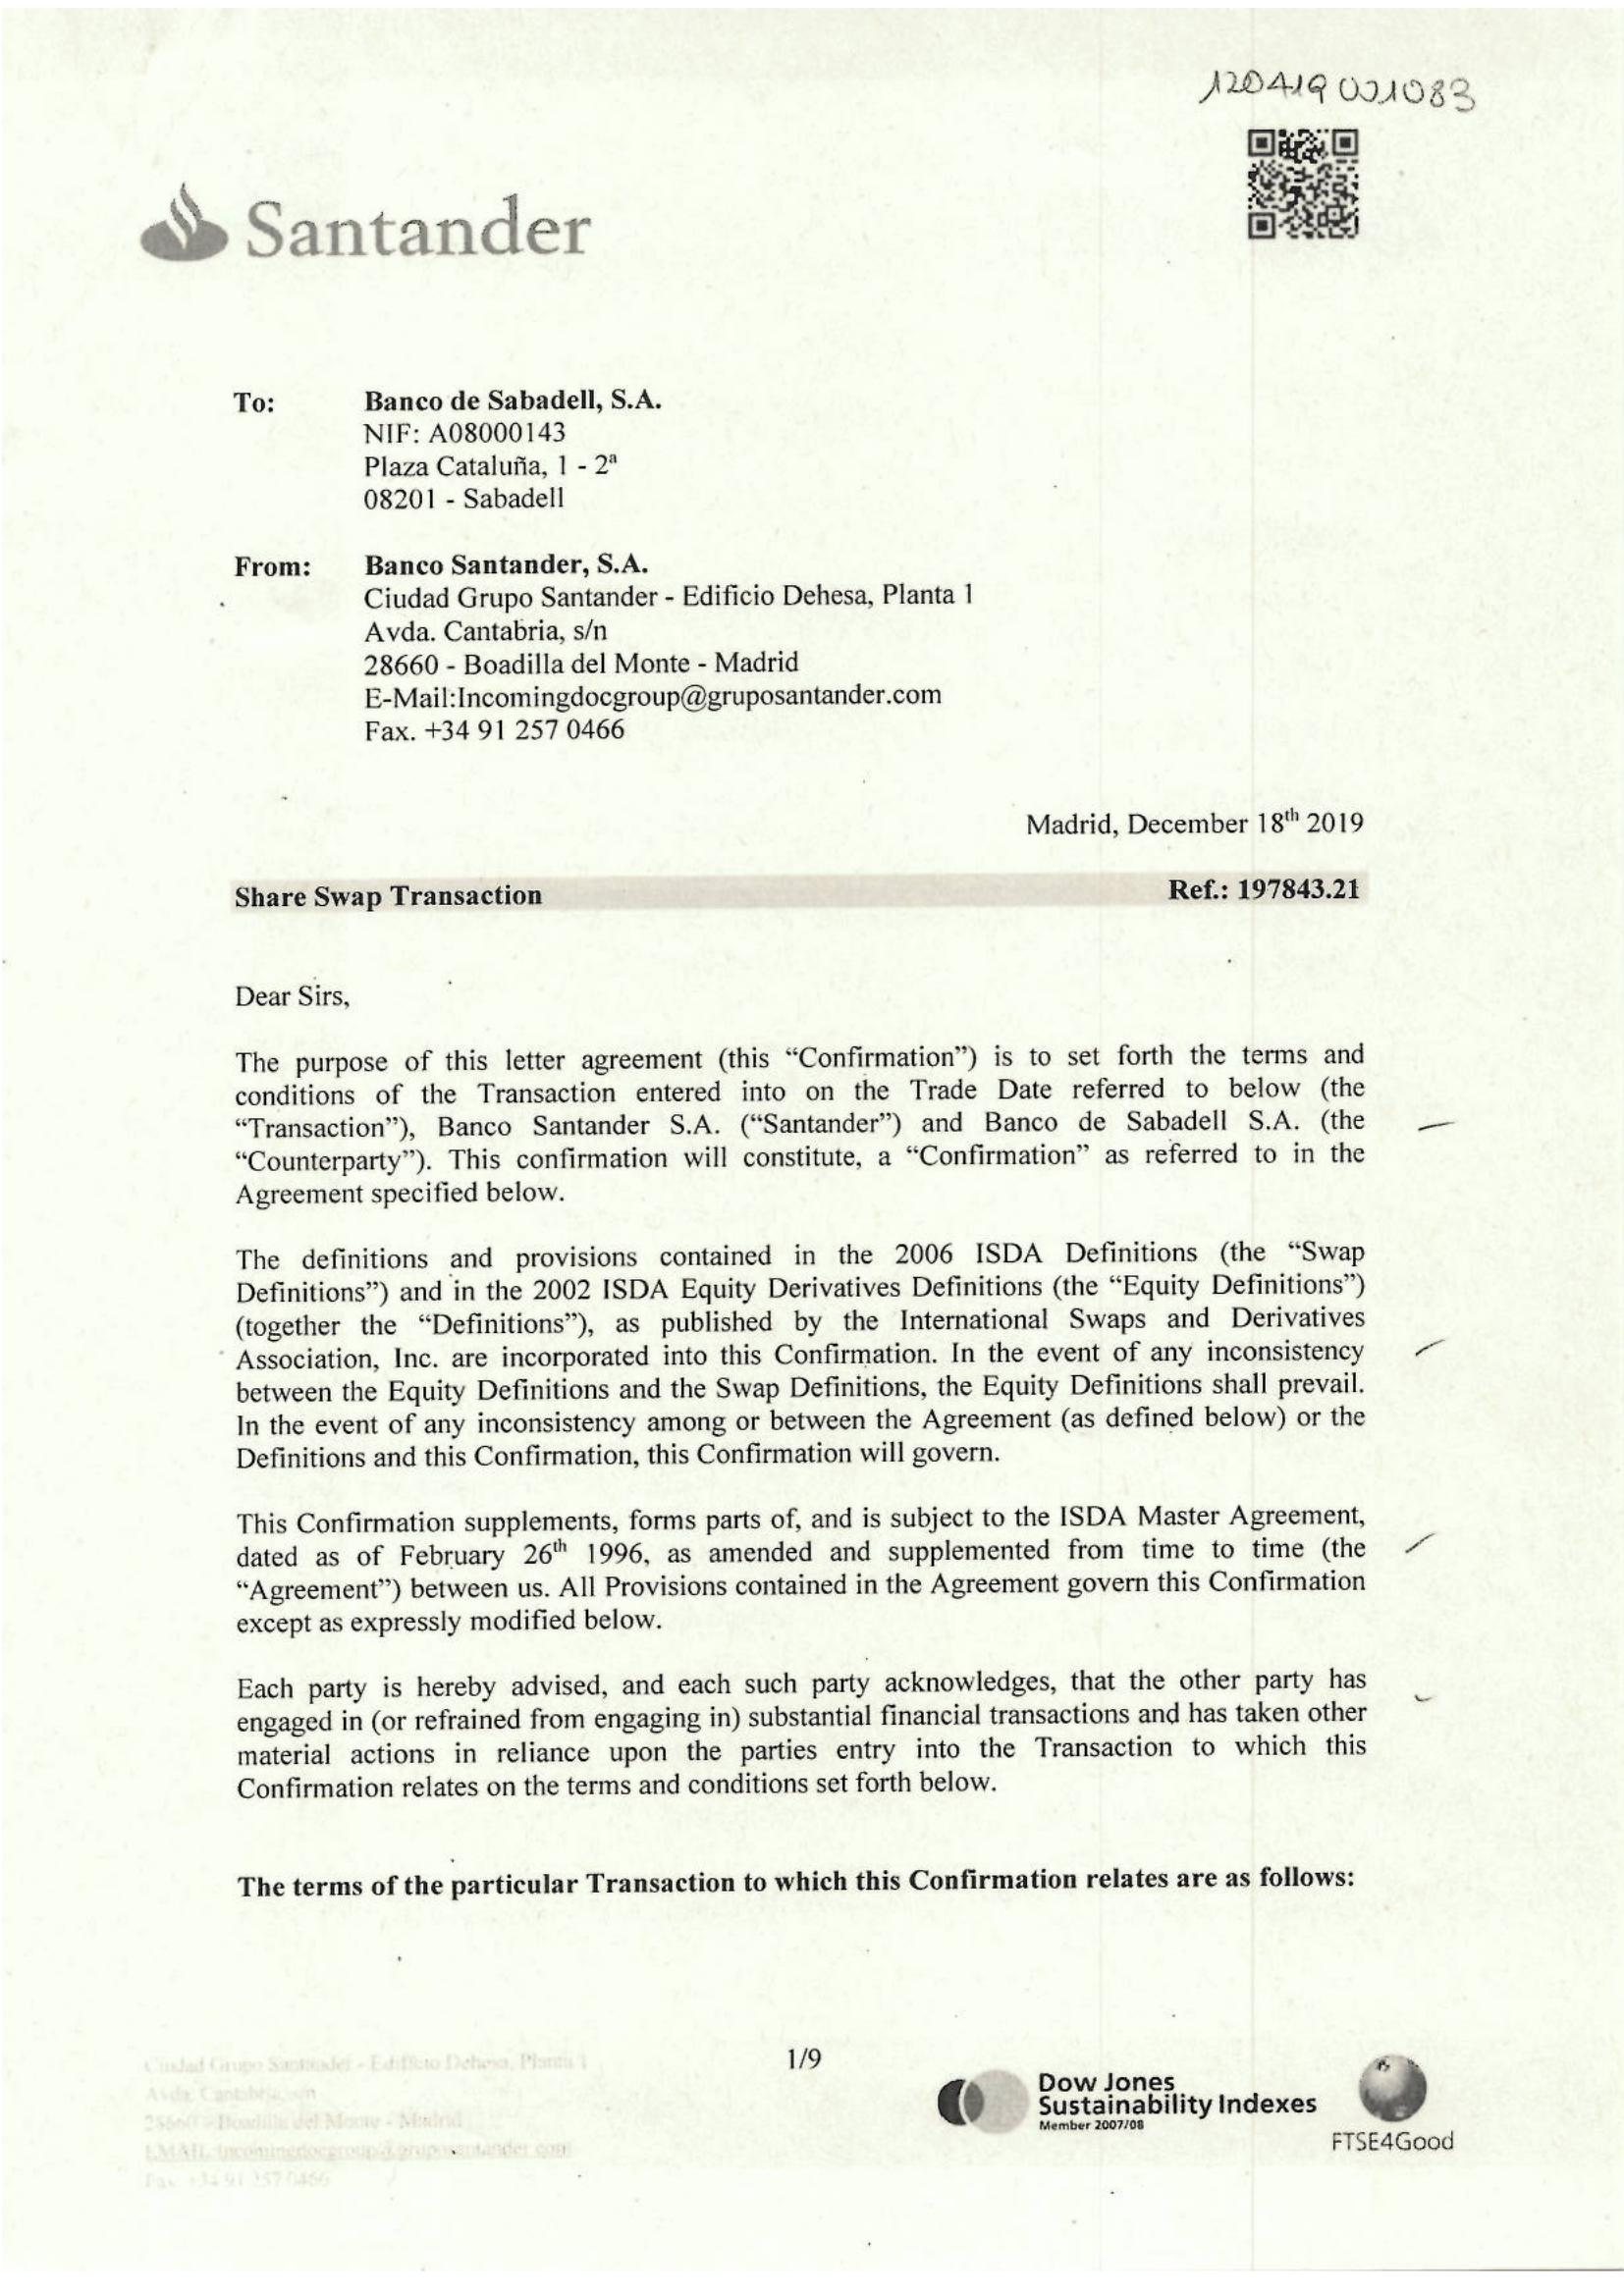 120419001083
Santander
To: Banco de Sabadell, S.A.
NIF: A08000143
Plaza Cataluña, 1 - 2ª
08201 - Sabadell
From: Banco Santander, S.A.
Ciudad Grupo Santander - Edificio Dehesa, Planta 1
Avda. Cantabria, s/n
28660 - Boadilla del Monte - Madrid
E-Mail:Incomingdocgroup@gruposantander.com
Fax. +34 91 257 0466
Madrid, December 18th 2019
Share Swap Transaction Ref.: 197843.21
Dear Sirs,
The purpose of this letter agreement (this “Confirmation”) is to set forth the terms and
conditions of the Transaction entered into on the Trade Date referred to below (the
“Transaction”), Banco Santander S.A. (“Santander”) and Banco de Sabadell S.A. (the
“Counterparty”). This confirmation will constitute, a “Confirmation” as referred to in the
Agreement specified below.
The definitions and provisions contained in the 2006 ISDA Definitions (the “Swap
Definitions”) and in the 2002 ISDA Equity Derivatives Definitions (the “Equity Definitions”)
(together the “Definitions”), as published by the International Swaps and Derivatives
Association, Inc. are incorporated into this Confirmation. In the event of any inconsistency
between the Equity Definitions and the Swap Definitions, the Equity Definitions shall prevail.
In the event of any inconsistency among or between the Agreement (as defined below) or the
Definitions and this Confirmation, this Confirmation will govern.
This Confirmation supplements, forms parts of, and is subject to the ISDA Master Agreement,
dated as of February 26th 1996, as amended and supplemented from time to time (the
“Agreement”) between us. All Provisions contained in the Agreement govern this Confirmation
except as expressly modified below.
Each party is hereby advised, and each such party acknowledges, that the other party has
engaged in (or refrained from engaging in) substantial financial transactions and has taken other
material actions in reliance upon the parties entry into the Transaction to which this
Confirmation relates on the terms and conditions set forth below.
The terms of the particular Transaction to which this Confirmation relates are as follows:
Ciudad Grupo Santander - Edificio Dehesa, Planta 1
Avda. Cantabria, s/n
28660 - Boadilla del Monte - Madrid
EMAIL: Incomingdocgroup@gruposantander.com
Fax. +34 91 257 0466
1/9
Dow Jones
Sustainability Indexes
Member 2007/08
FTSE4Good